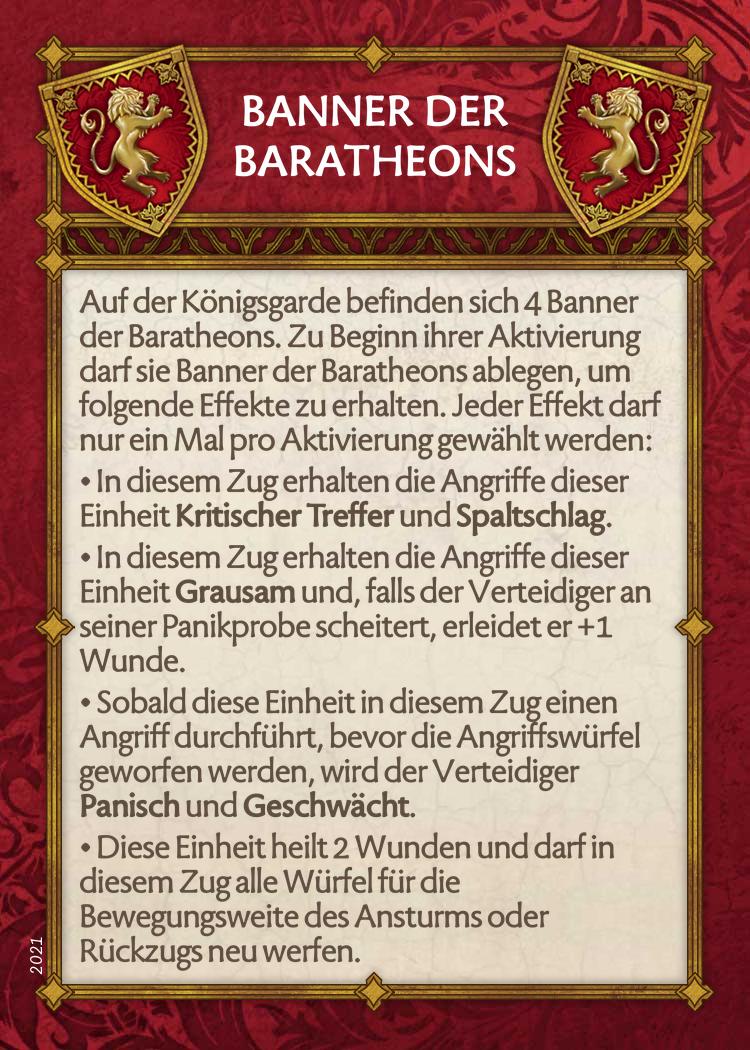 BANNER DER
BARATHEONS
Auf der Königsgarde befinden sich 4 Banner
der Baratheons. Zu Beginn ihrer Aktivierung
darf sie Banner der Baratheons ablegen, um
folgende Effekte zu erhalten. Jeder Effekt darf
nur ein Mal pro Aktivierung gewählt werden:
• In diesem Zug erhalten die Angriffe dieser
Einheit Kritischer Treffer und Spaltschlag.
• In diesem Zug erhalten die Angriffe dieser
Einheit Grausam und, falls der Verteidiger an
seiner Panikprobe scheitert, erleidet er +1
Wunde.
• Sobald diese Einheit in diesem Zug einen
Angriff durchführt, bevor die Angriffswürfel
geworfen werden, wird der Verteidiger
Panisch und Geschwächt.
• Diese Einheit heilt 2 Wunden und darf in
diesem Zug alle Würfel für die
Bewegungsweite des Ansturms oder
Rückzugs neu werfen.
2021